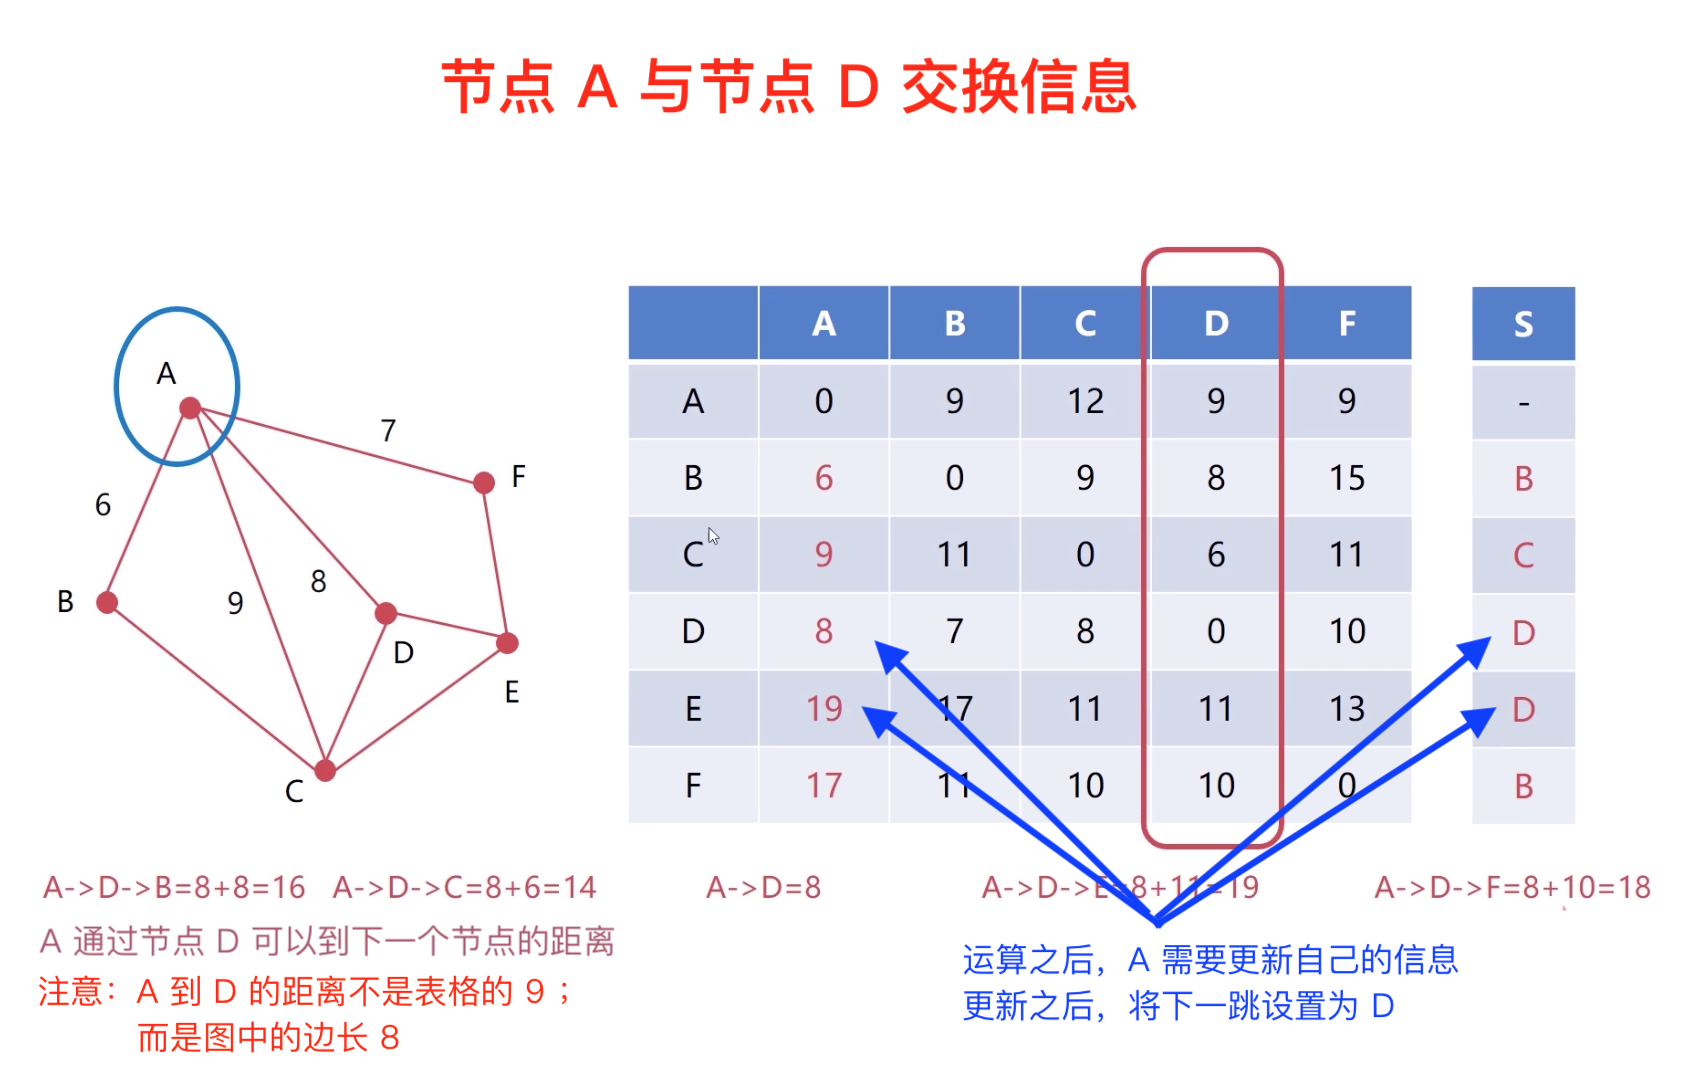 节点 A 与节点 D 交换信息
A
7
F
6
8
B
9
D
E
C
A B C D F
A 0 9 12 9 9
B 6 0 9 8 15
C 9 11 0 6 11
D 8 7 8 0 10
E 19 17 11 11 13
F 17 11 10 10 0
S
-
B
C
D
D
B
A->D->B=8+8=16 A->D->C=8+6=14 A->D=8 A->D->E=8+11=19 A->D->F=8+10=18
A 通过节点 D 可以到下一个节点的距离
注意：A 到 D 的距离不是表格的 9；
而是图中的边长 8
运算之后，A 需要更新自己的信息
更新之后，将下一跳设置为 D